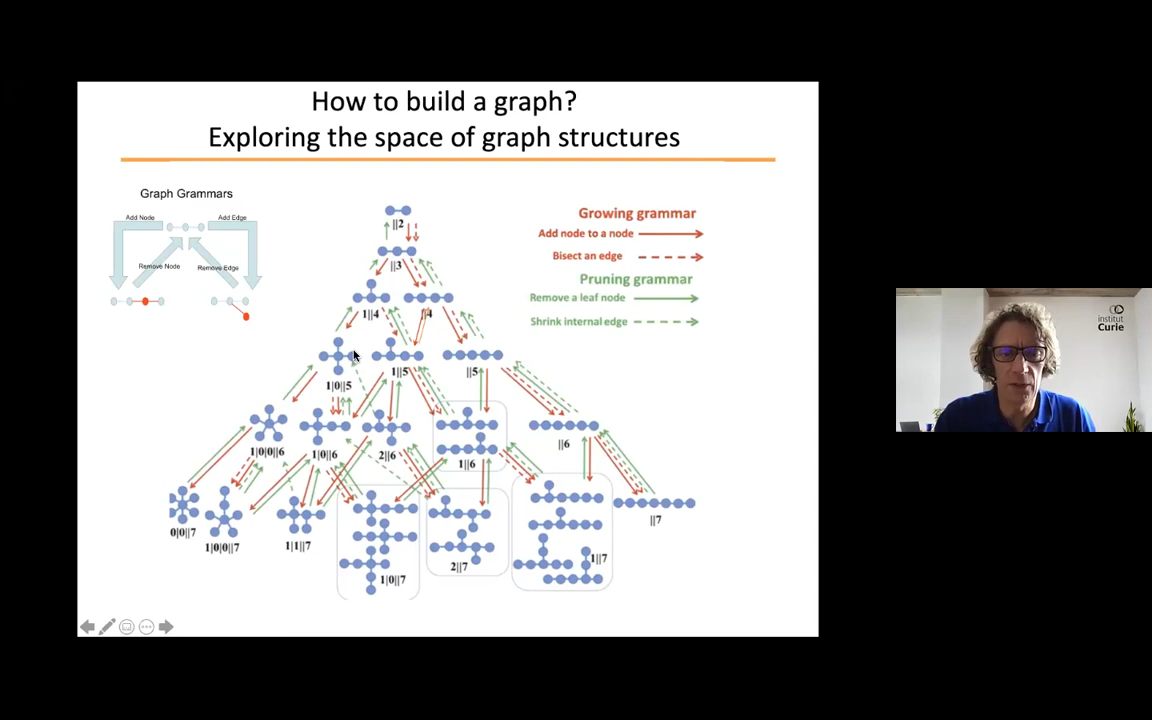 How to build a graph?
Exploring the space of graph structures
Graph Grammars
Add Node
Add Edge
Remove Node
Remove Edge
Growing grammar
Add node to a node
Bisect an edge
Pruning grammar
Remove a leaf node
Shrink internal edge
||2
||3
1||4
||4
1|0||5
1||5
||5
1|0|0||6
1|0||6
2||6
1||6
||6
0|0||7
1|0|0||7
1|1||7
1|0||7
2||7
1||7
||7
institut
Curie